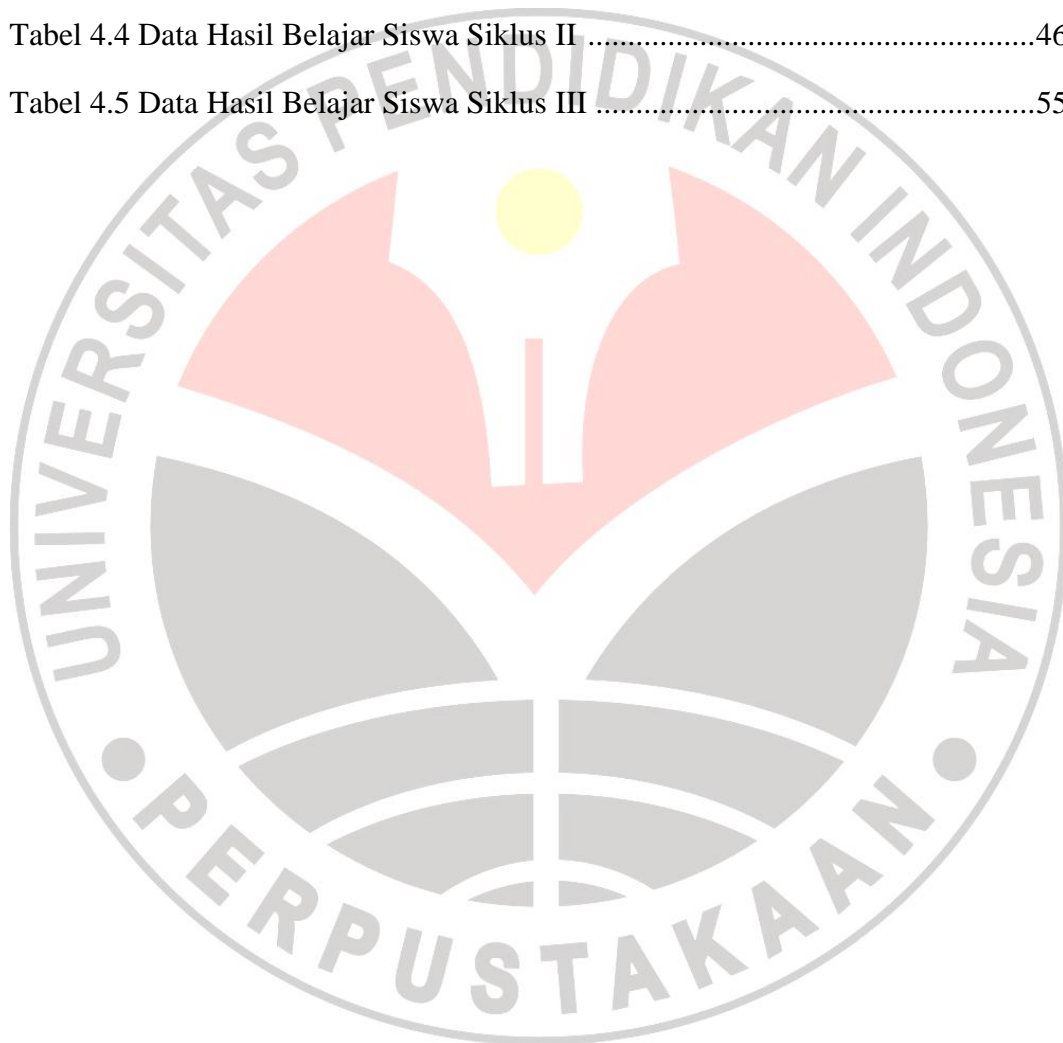 Tabel 4.4 Data Hasil Belajar Siswa Siklus II ..........................................................46
Tabel 4.5 Data Hasil Belajar Siswa Siklus III .........................................................55
UNIVERSITAS PENDIDIKAN INDONESIA
PERPUSTAKAAN